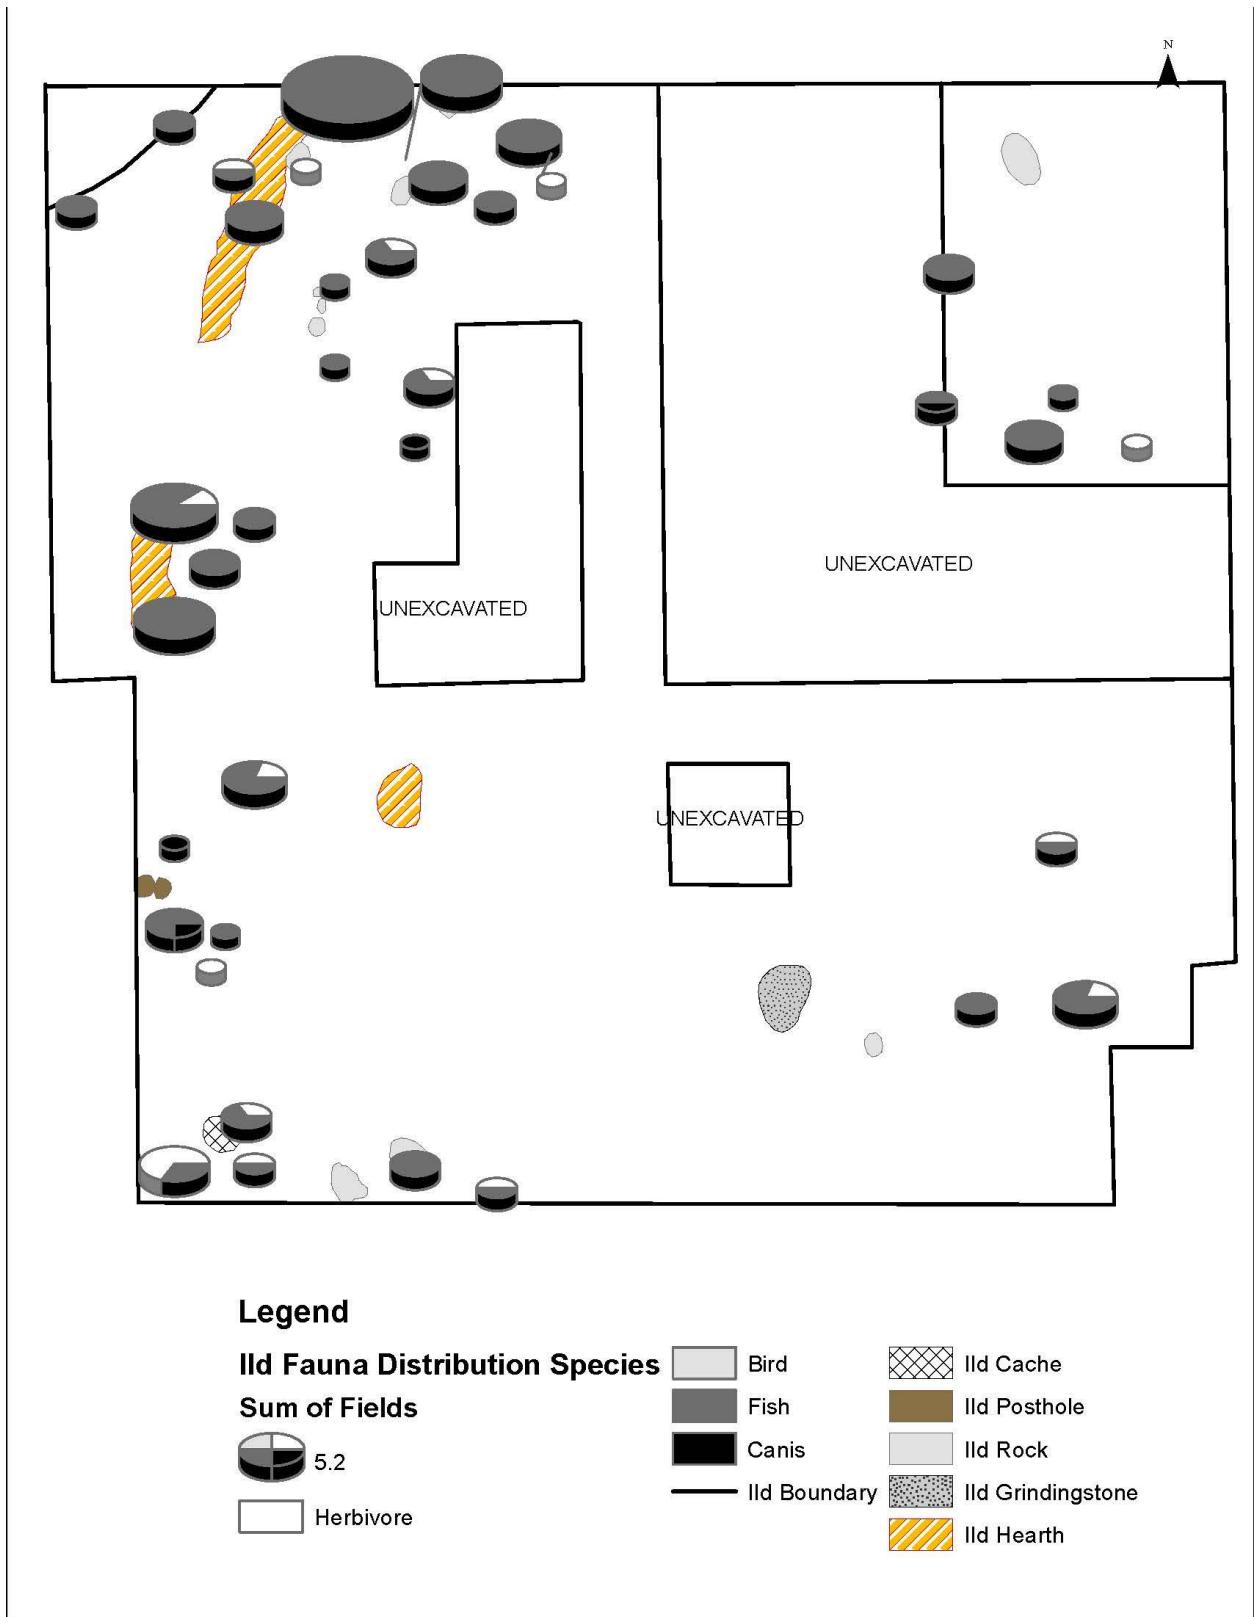 N
UNEXCAVATED
UNEXCAVATED
UNEXCAVATED
Legend
IId Fauna Distribution Species
Sum of Fields
5.2
Herbivore
Bird
Fish
Canis
IId Boundary
IId Cache
IId Posthole
IId Rock
IId Grindingstone
IId Hearth